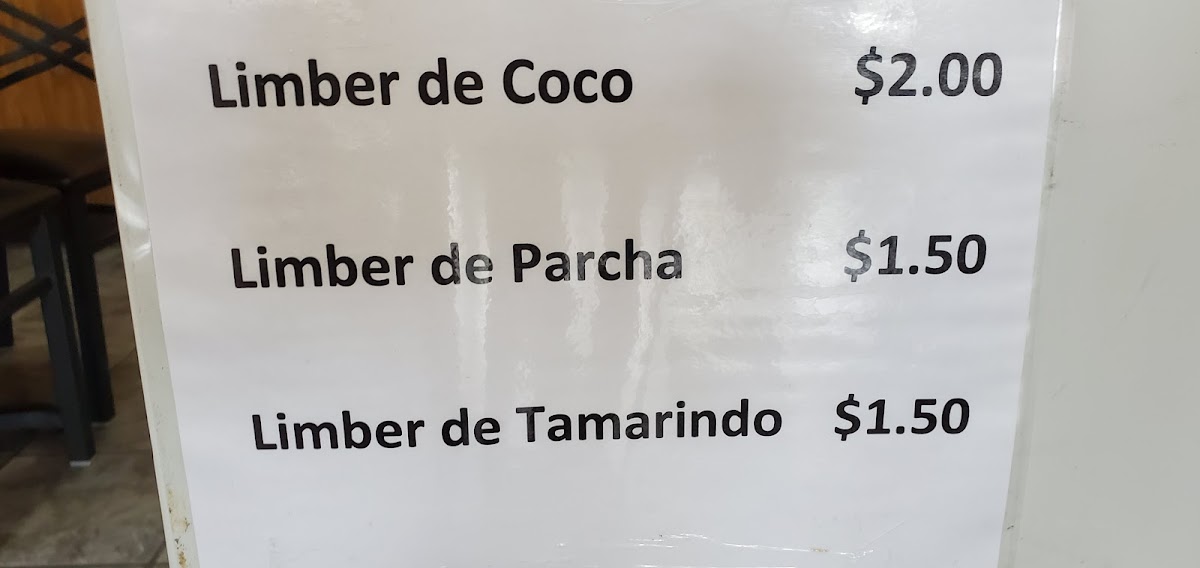 Limber de Coco $2.00
Limber de Parcha $1.50
Limber de Tamarindo $1.50